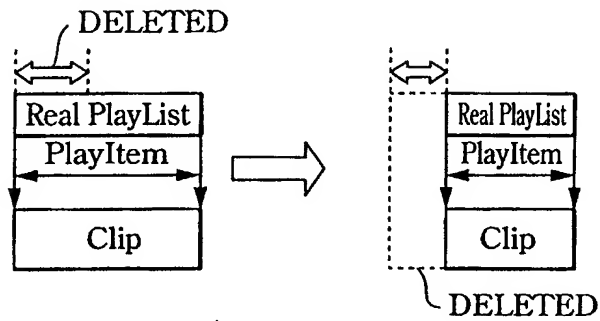 DELETED
Real PlayList
PlayItem
Clip
Real PlayList
PlayItem
Clip
DELETED